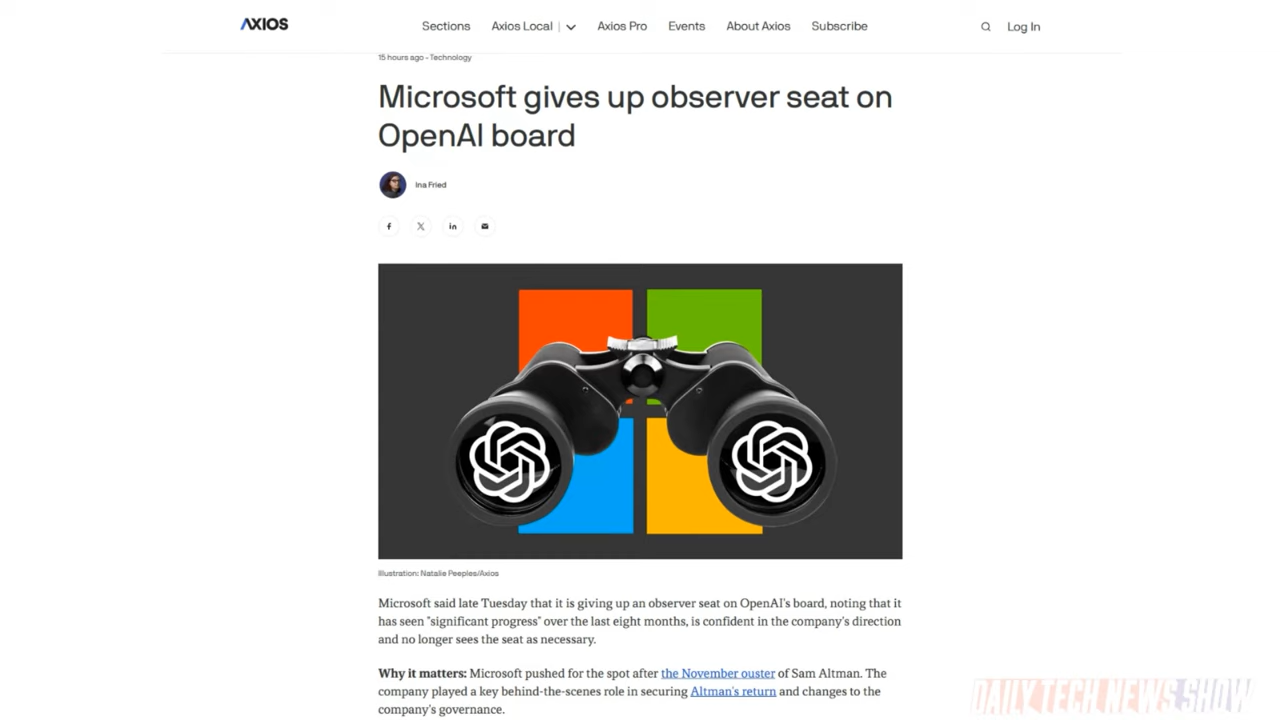 AXIOS
Sections
Axios Local
Axios Pro
Events
About Axios
Subscribe
Log In
15 hours ago - Technology
Microsoft gives up observer seat on
OpenAI board
Ina Fried
Illustration: Natalie Peeples/Axios
Microsoft said late Tuesday that it is giving up an observer seat on OpenAI's board, noting that it
has seen "significant progress" over the last eight months, is confident in the company's direction
and no longer sees the seat as necessary.
Why it matters: Microsoft pushed for the spot after the November ouster of Sam Altman. The
company played a key behind-the-scenes role in securing Altman's return and changes to the
company's governance.
DAILY TECH NEWS SHOW